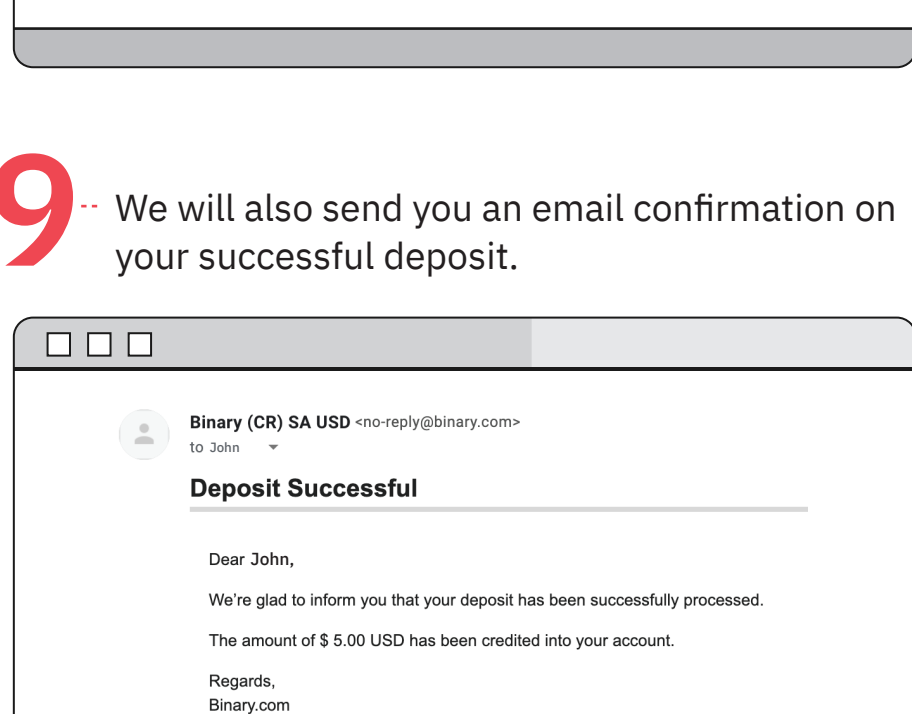 9
We will also send you an email confirmation on
your successful deposit.
Binary (CR) SA USD <no-reply@binary.com>
to John
Deposit Successful
Dear John,
We’re glad to inform you that your deposit has been successfully processed.
The amount of $ 5.00 USD has been credited into your account.
Regards,
Binary.com